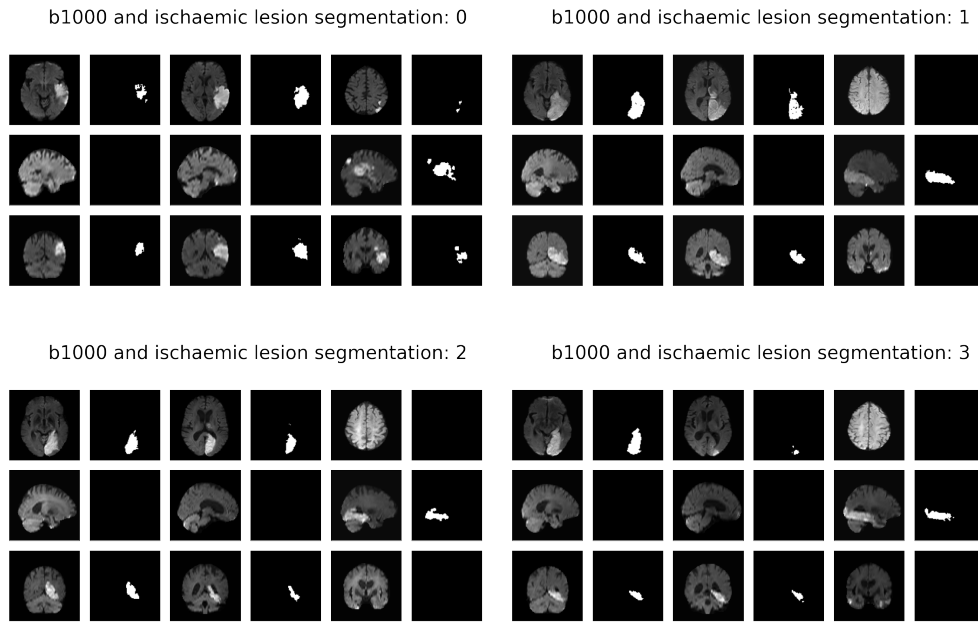 b1000 and ischaemic lesion segmentation: 0
b1000 and ischaemic lesion segmentation: 1
b1000 and ischaemic lesion segmentation: 2
b1000 and ischaemic lesion segmentation: 3